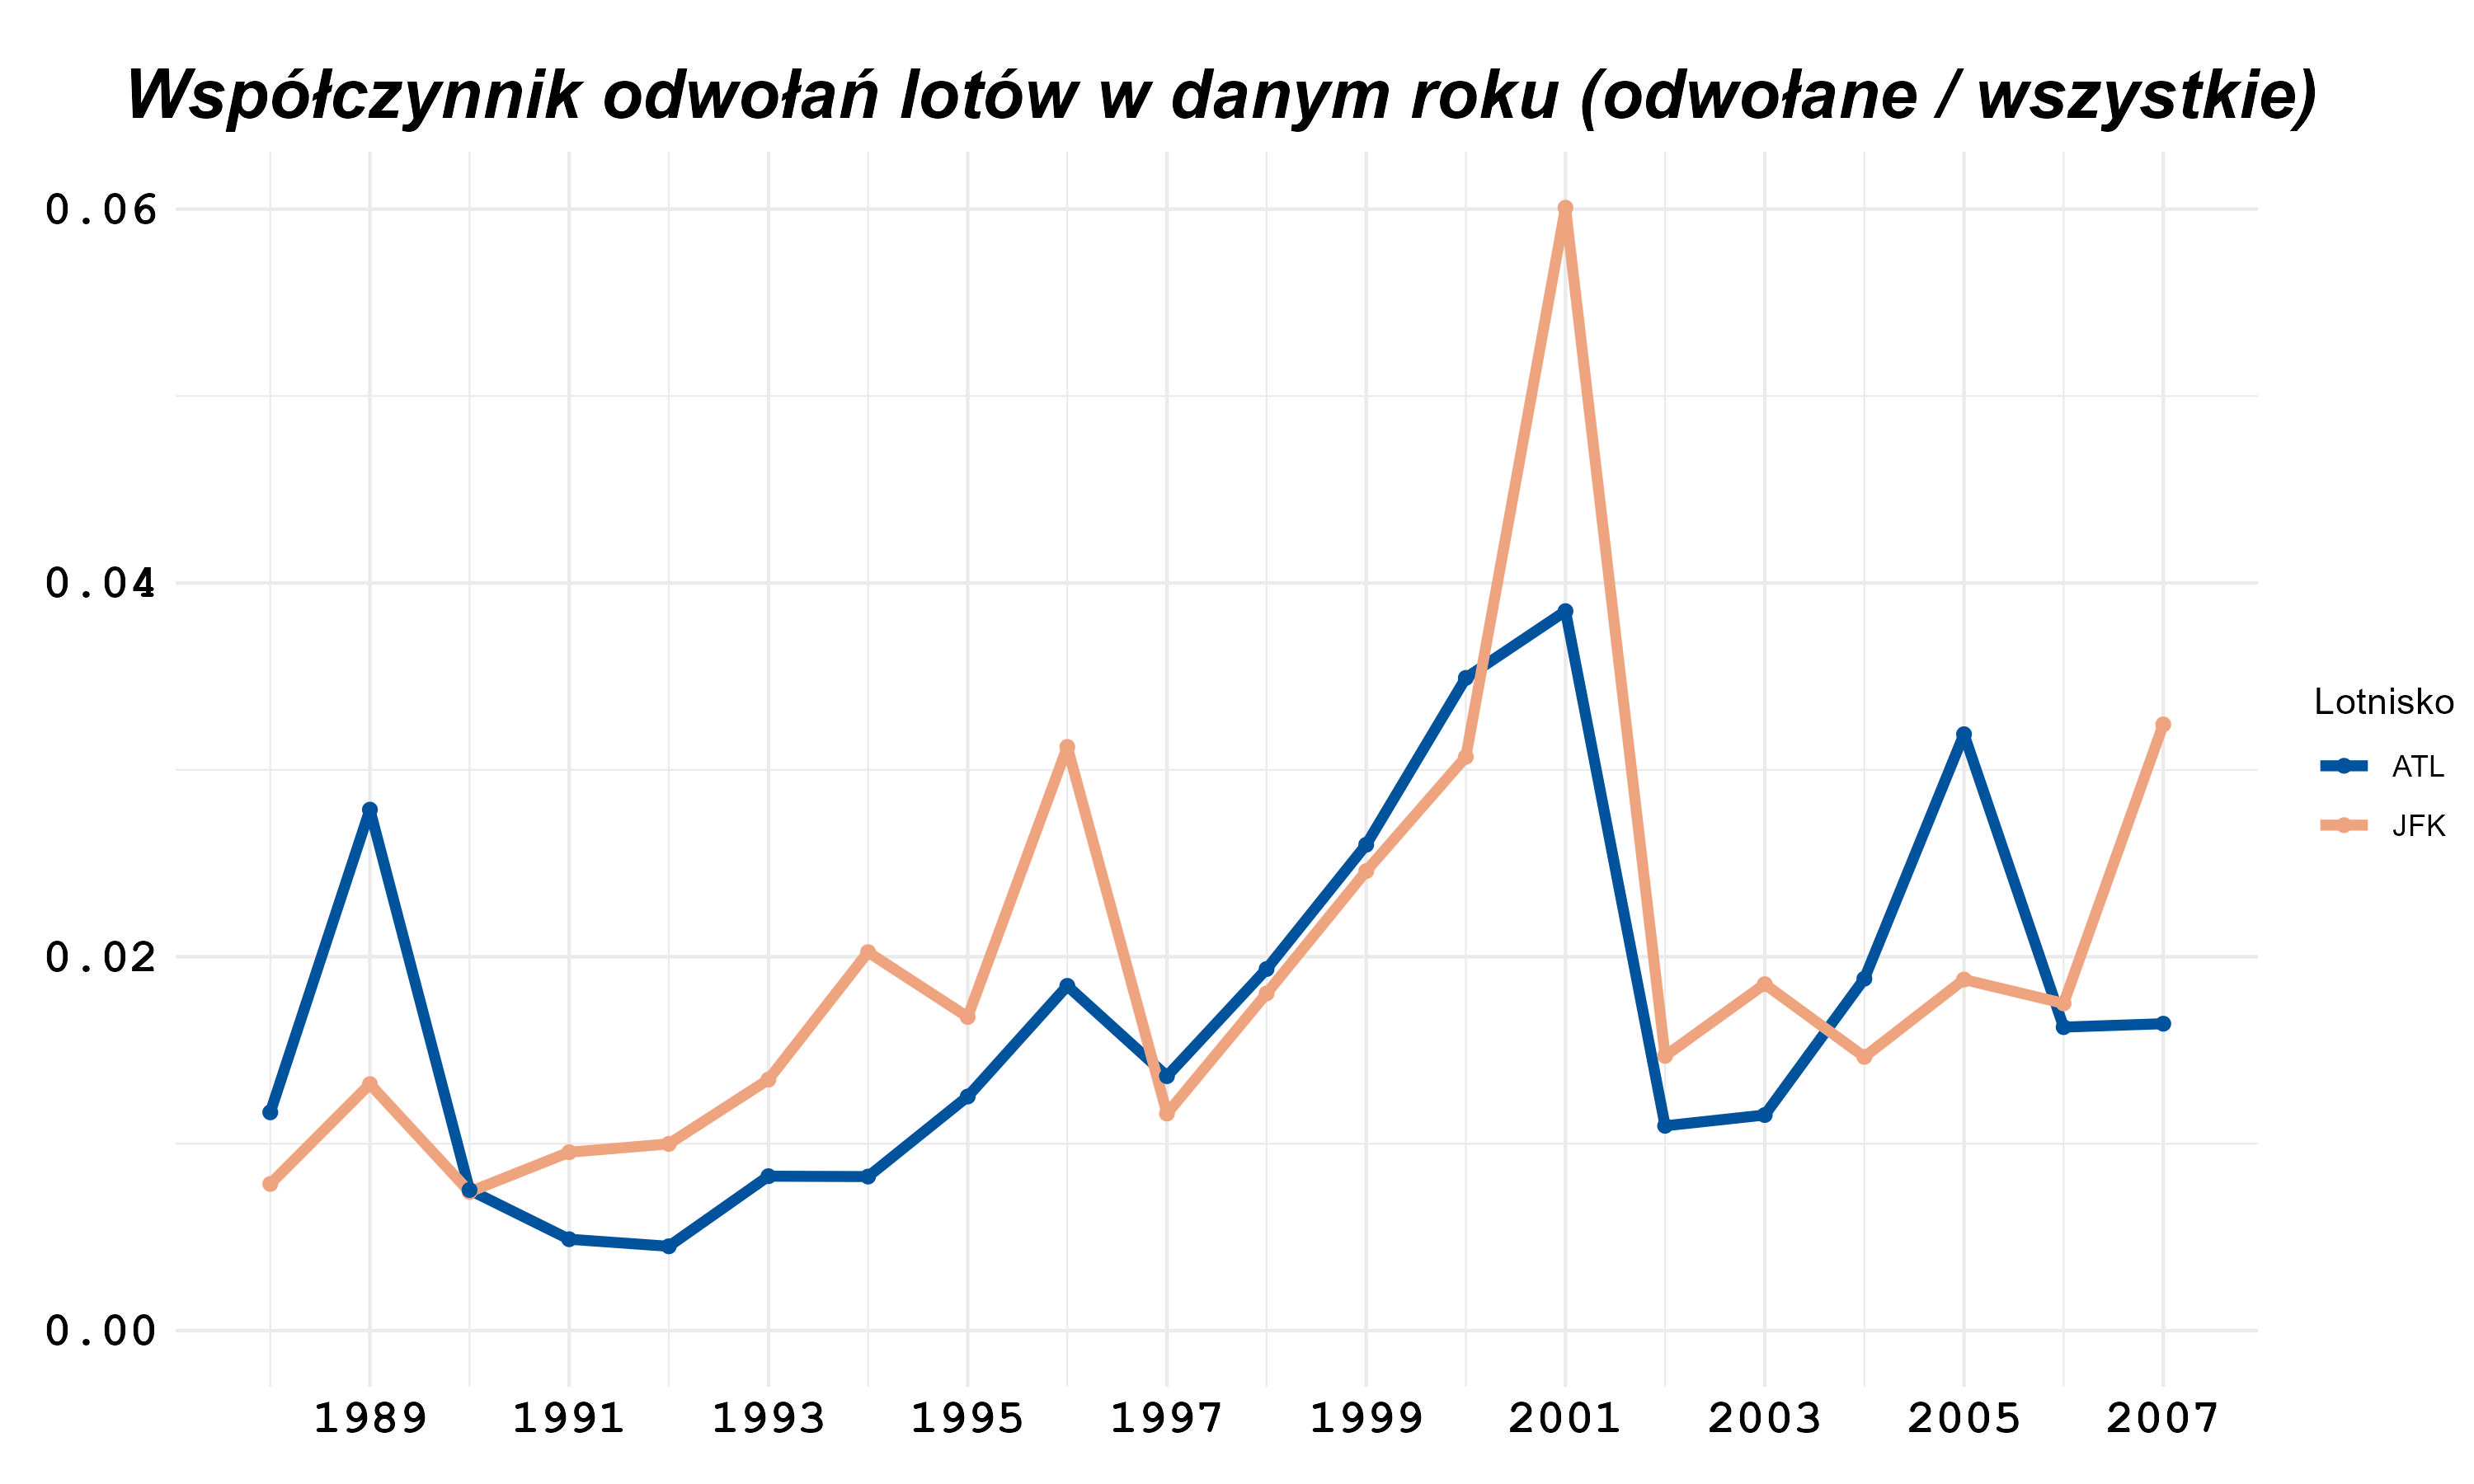 Współczynnik odwołań lotów w danym roku (odwołane / wszystkie)
0.06
0.04
0.02
0.00
1989 1991 1993 1995 1997 1999 2001 2003 2005 2007
Lotnisko
ATL
JFK